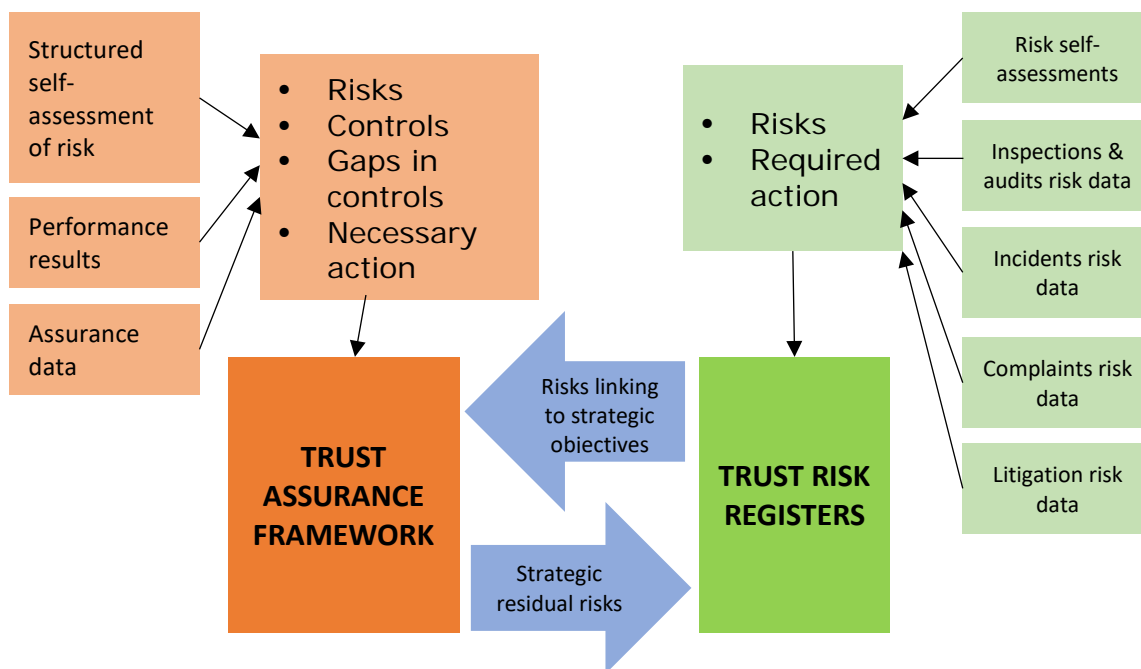 Structured
self-
assessment
of risk
Performance
results
Assurance
data
• Risks
• Controls
• Gaps in
controls
• Necessary
action
TRUST
ASSURANCE
FRAMEWORK
Risks linking
to strategic
objectives
Strategic
residual risks
• Risks
• Required
action
TRUST RISK
REGISTERS
Risk self-
assessments
Inspections &
audits risk data
Incidents risk
data
Complaints risk
data
Litigation risk
data